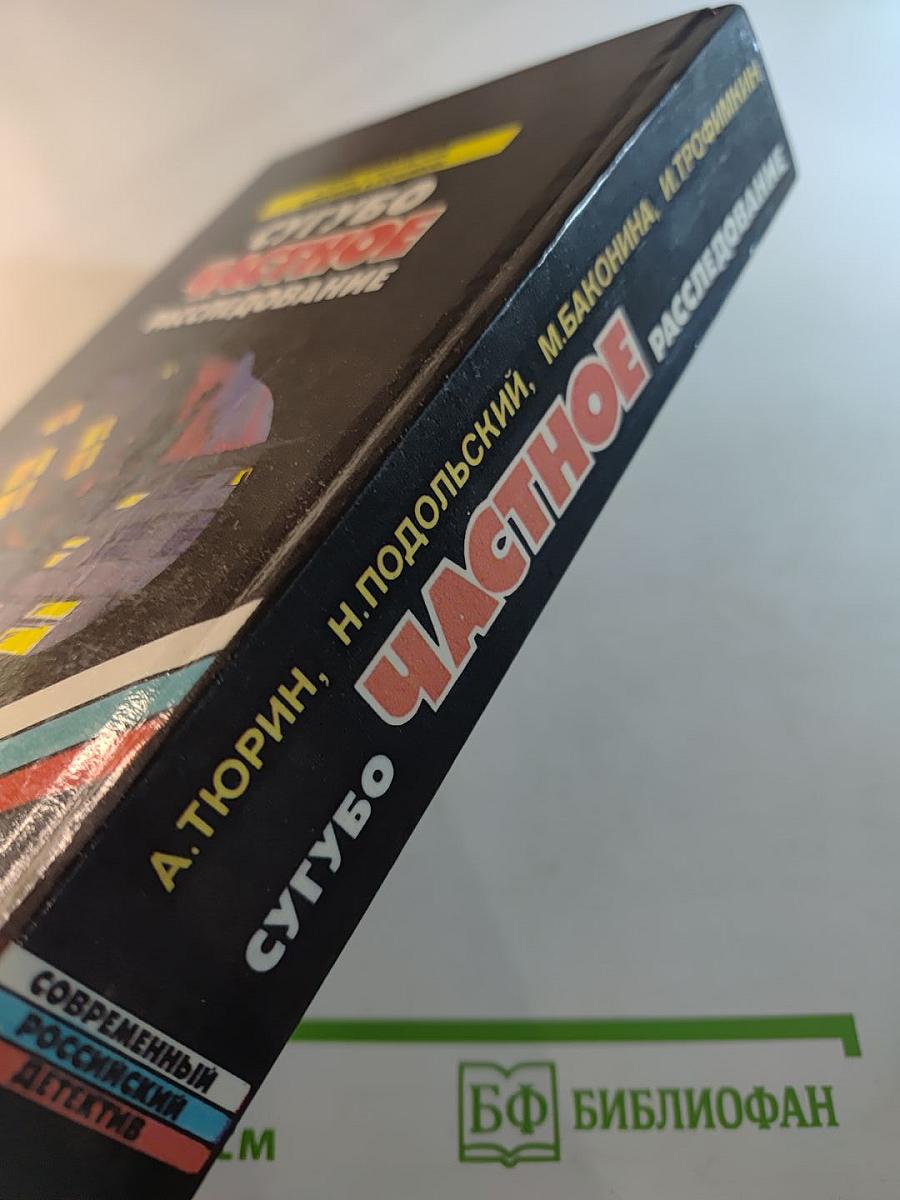 СУГУБО
ЧАСТНОЕ
РАССЛЕДОВАНИЕ
А.ТЮРИН, Н.ПОДОЛЬСКИЙ, М.БАКОНИНА, И.ТРОФИМКИН
СУГУБО ЧАСТНОЕ РАССЛЕДОВАНИЕ
СОВРЕМЕННЫЙ
РОССИЙСКИЙ
ДЕТЕКТИВ
БФ БИБЛИОФАН